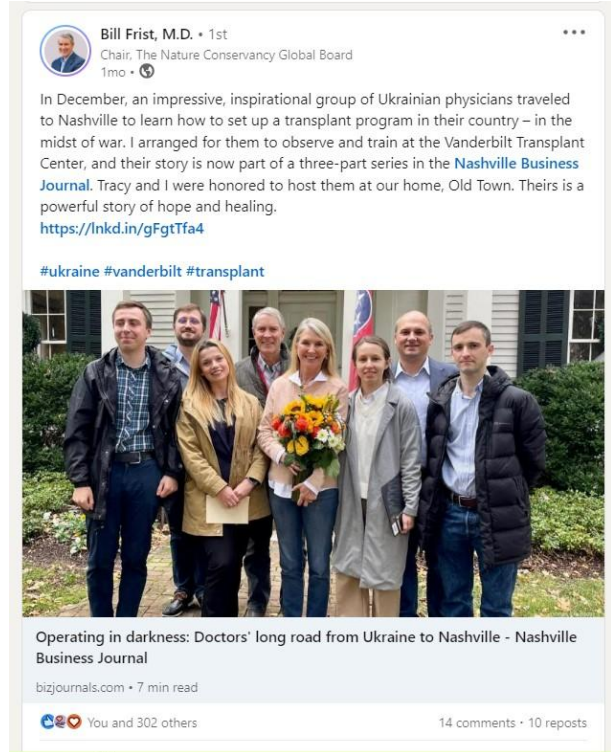 Bill Frist, M.D. • 1st
Chair, The Nature Conservancy Global Board
1mo •
In December, an impressive, inspirational group of Ukrainian physicians traveled
to Nashville to learn how to set up a transplant program in their country – in the
midst of war. I arranged for them to observe and train at the Vanderbilt Transplant
Center, and their story is now part of a three-part series in the Nashville Business
Journal. Tracy and I were honored to host them at our home, Old Town. Theirs is a
powerful story of hope and healing.
https://lnkd.in/gFgtTfa4
#ukraine #vanderbilt #transplant
Operating in darkness: Doctors' long road from Ukraine to Nashville - Nashville
Business Journal
bizjournals.com • 7 min read
You and 302 others
14 comments • 10 reposts